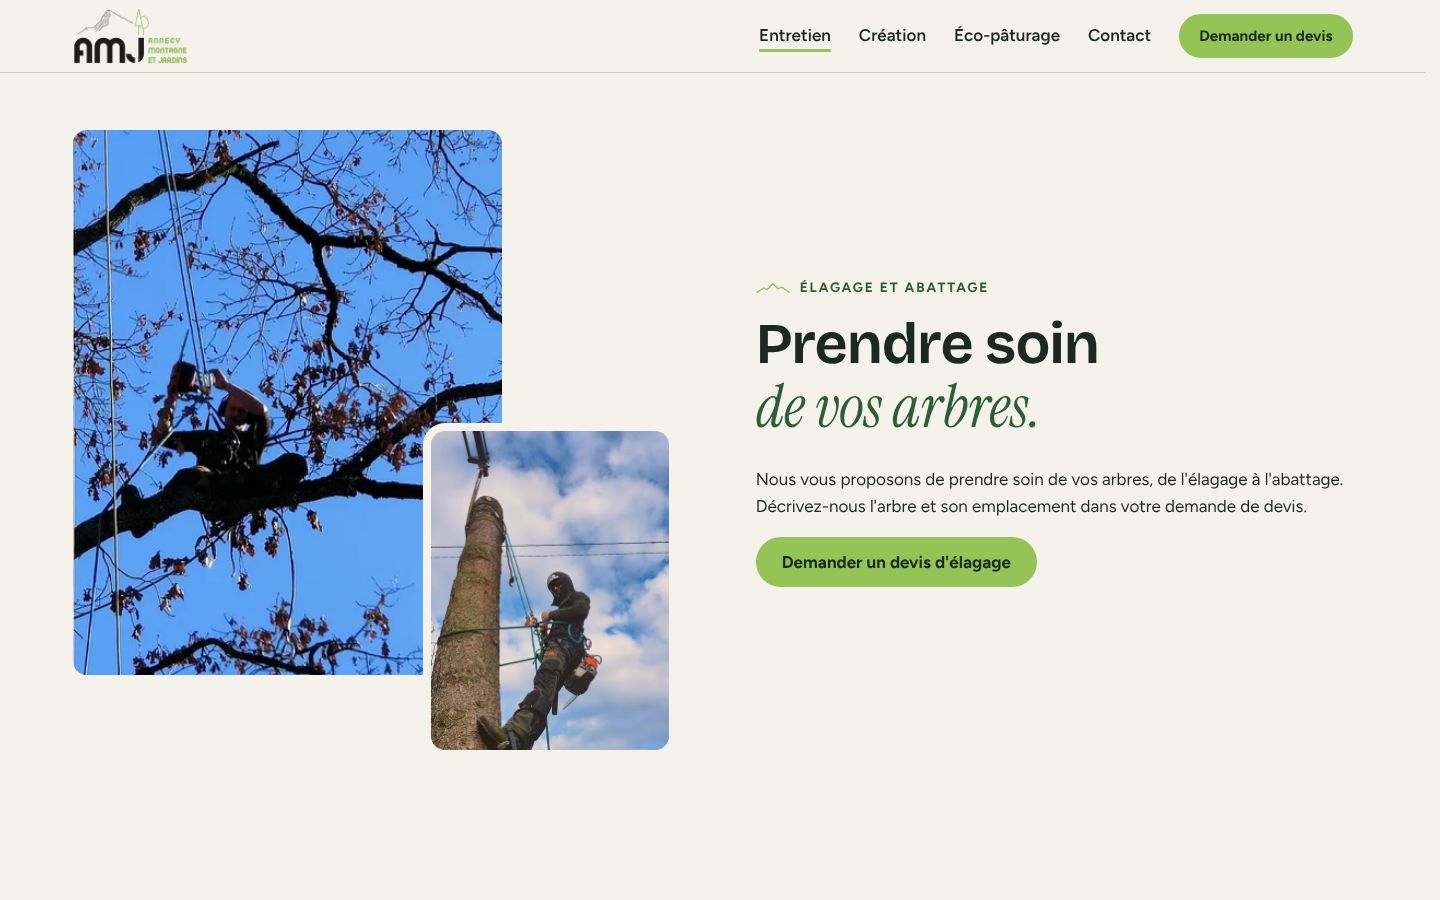 AMJ ANNECY
MONTAGNE
ET JARDINS
Entretien Création Éco-pâturage Contact Demander un devis
ÉLAGAGE ET ABATTAGE
Prendre soin
de vos arbres.
Nous vous proposons de prendre soin de vos arbres, de l'élagage à l'abattage.
Décrivez-nous l'arbre et son emplacement dans votre demande de devis.
Demander un devis d'élagage